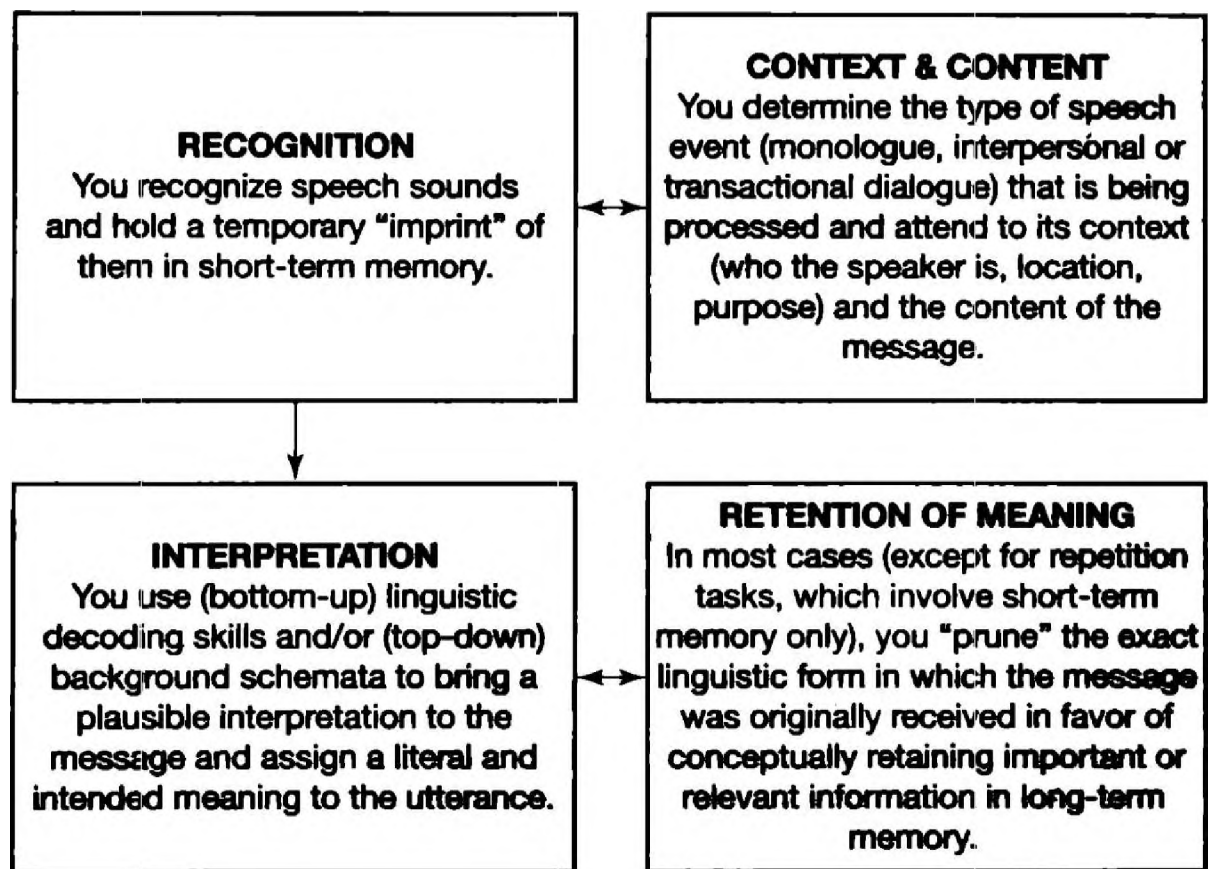 RECOGNITION
You recognize speech sounds
and hold a temporary "imprint" of
them in short-term memory.
CONTEXT & CONTENT
You determine the type of speech
event (monologue, interpersonal or
transactional dialogue) that is being
processed and attend to its context
(who the speaker is, location,
purpose) and the content of the
message.
INTERPRETATION
You use (bottom-up) linguistic
decoding skills and/or (top-down)
background schemata to bring a
plausible interpretation to the
message and assign a literal and
intended meaning to the utterance.
RETENTION OF MEANING
In most cases (except for repetition
tasks, which involve short-term
memory only), you "prune" the exact
linguistic form in which the message
was originally received in favor of
conceptually retaining important or
relevant information in long-term
memory.